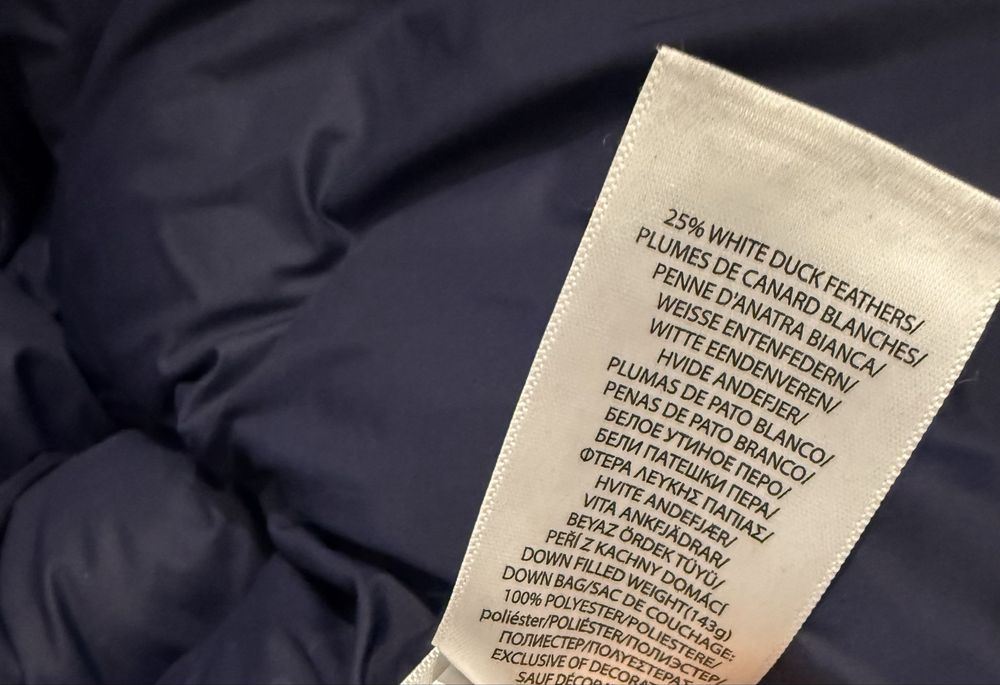 25% WHITE DUCK FEATHERS/
PLUMES DE CANARD BLANCHES/
PENNE D'ANATRA BIANCA/
WEISSE ENTENFEDERN/
WITTE EENDENVEREN/
HVIDE ANDEFJER/
PLUMAS DE PATO BLANCO/
PENAS DE PATO BRANCO/
БЕЛОЕ УТИНОЕ ПЕРО/
БЕЛИ ПАТЕШКИ ПЕРА/
ΦΤΕΡΑ ΛΕΥΚΗΣ ΠΑΠΙΑΣ/
HVITE ANDEFJÆR/
VITA ANKFJÄDRAR/
BEYAZ ÖRDEK TÜYÜ/
PEŘÍ Z KACHNY DOMÁCÍ
DOWN FILLED WEIGHT(143g)
DOWN BAG/SAC DE COUCHAGE:
100% POLYESTER/POLIESTERE/
poliéster/POLIÉSTER/ПОЛИЭСТЕР/
ПОЛИЕСТЕР/ΠΟΛΥΕΣΤΕΡΑΣ/
EXCLUSIVE OF
SAUF